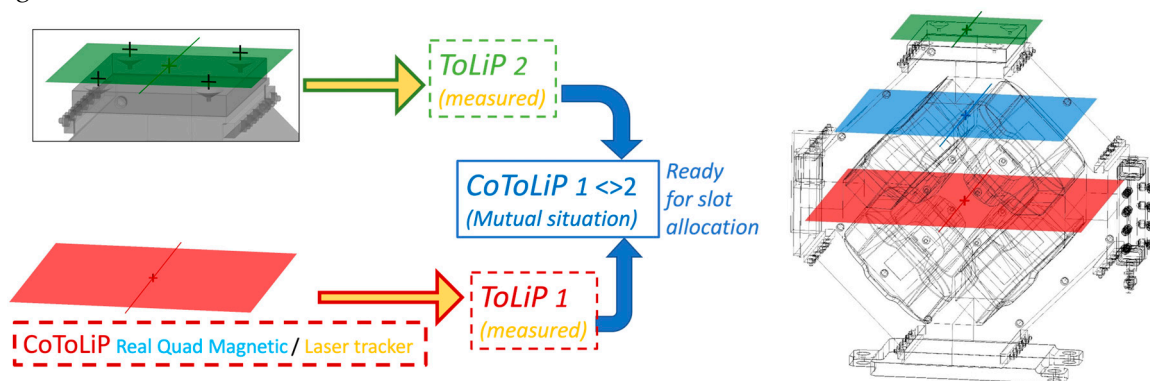 ToLiP 2
(measured)
CoToLiP 1 <>2
(Mutual situation)
Ready
for slot
allocation
ToLiP 1
(measured)
CoToLiP Real Quad Magnetic / Laser tracker